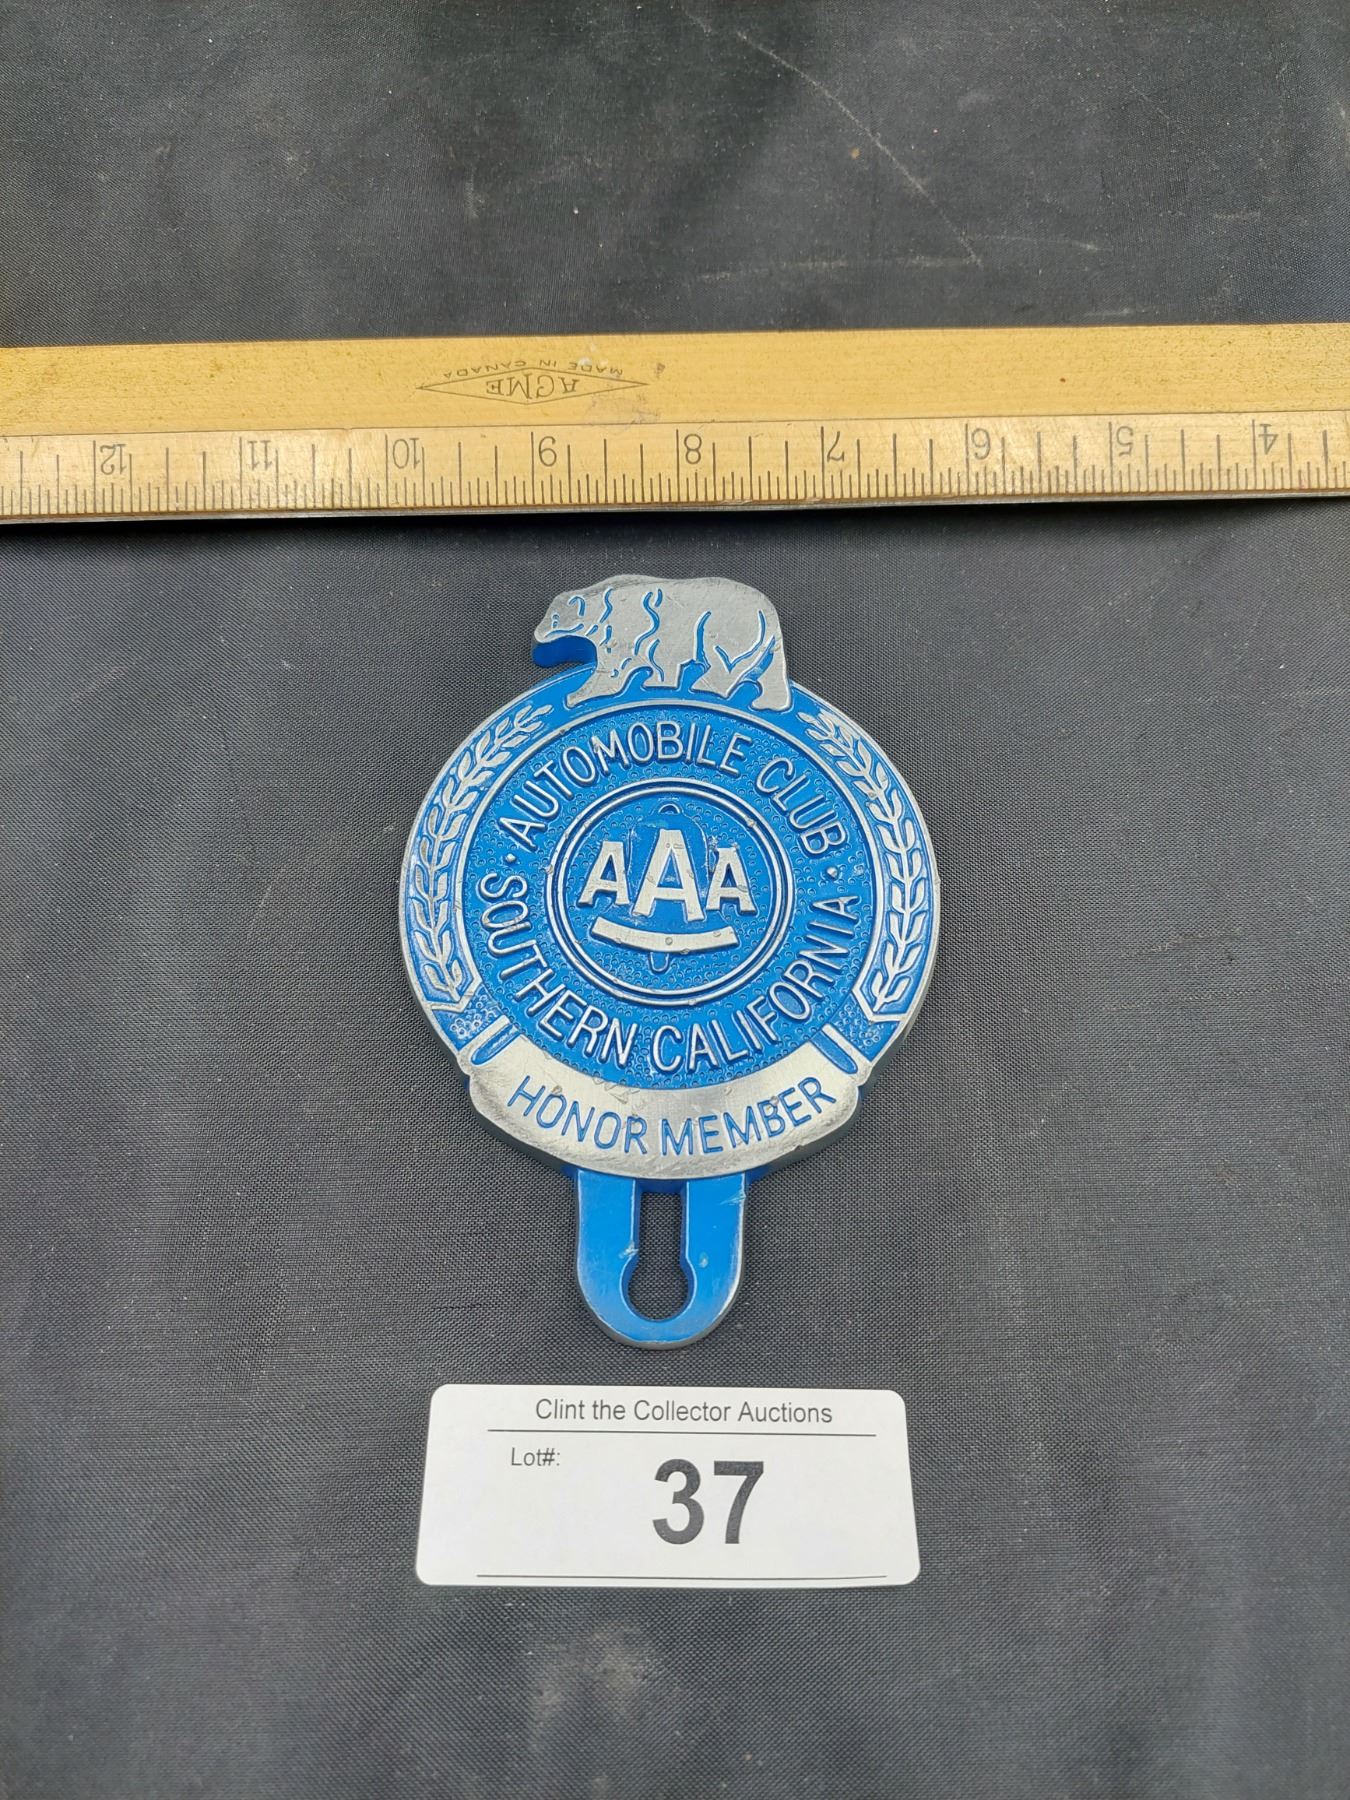 MADE IN CANADA
ACME
12 11 10 9 8 7 6 5 4
AUTOMOBILE CLUB
AAA
· SOUTHERN CALIFORNIA ·
HONOR MEMBER
Clint the Collector Auctions
Lot#:
37